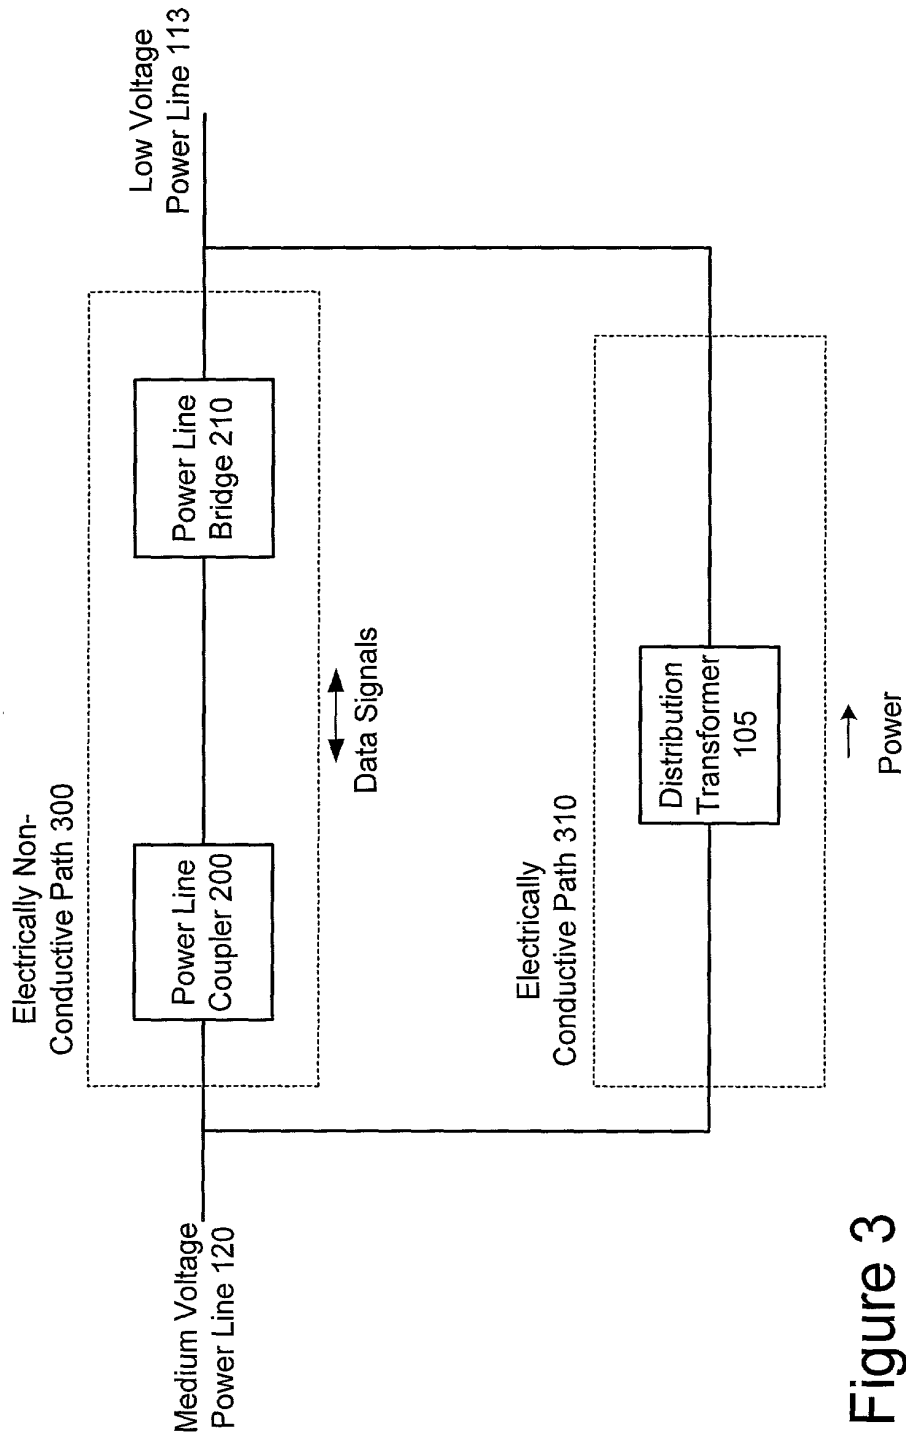 Electrically Non-
Conductive Path 300
Medium Voltage
Power Line 120
Power Line
Coupler 200
Power Line
Bridge 210
Low Voltage
Power Line 113
Data Signals
Electrically
Conductive Path 310
Distribution
Transformer
105
Power
Figure 3